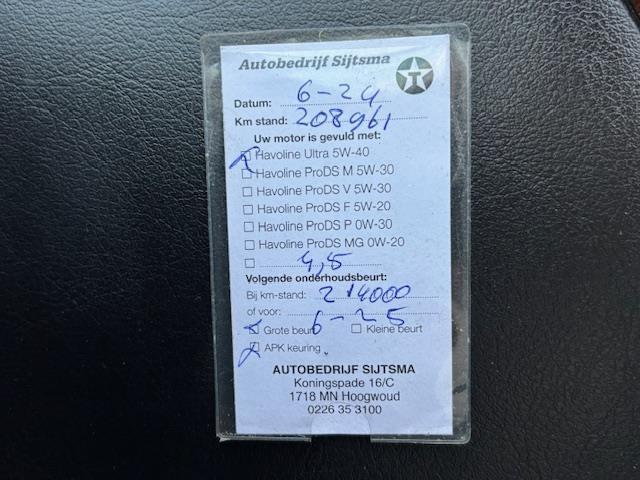 Autobedrijf Sijtsma
T
Datum: 6-24
Km stand: 208961
Uw motor is gevuld met:
Havoline Ultra 5W-40
Havoline ProDS M 5W-30
Havoline ProDS V 5W-30
Havoline ProDS F 5W-20
Havoline ProDS P 0W-30
Havoline ProDS MG 0W-20
4,5
Volgende onderhoudsbeurt:
Bij km-stand: 214000
of voor: 6-25
Grote beurt Kleine beurt
APK keuring
AUTOBEDRIJF SIJTSMA
Koningspade 16/C
1718 MN Hoogwoud
0226 35 3100